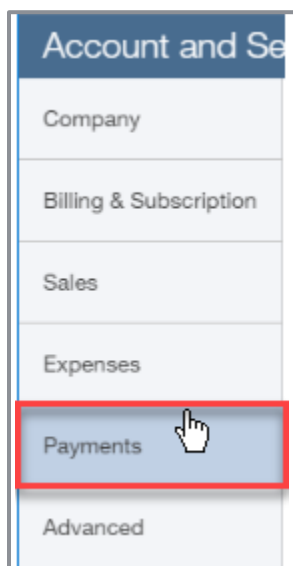 Account and Se
Company
Billing & Subscription
Sales
Expenses
Payments
Advanced